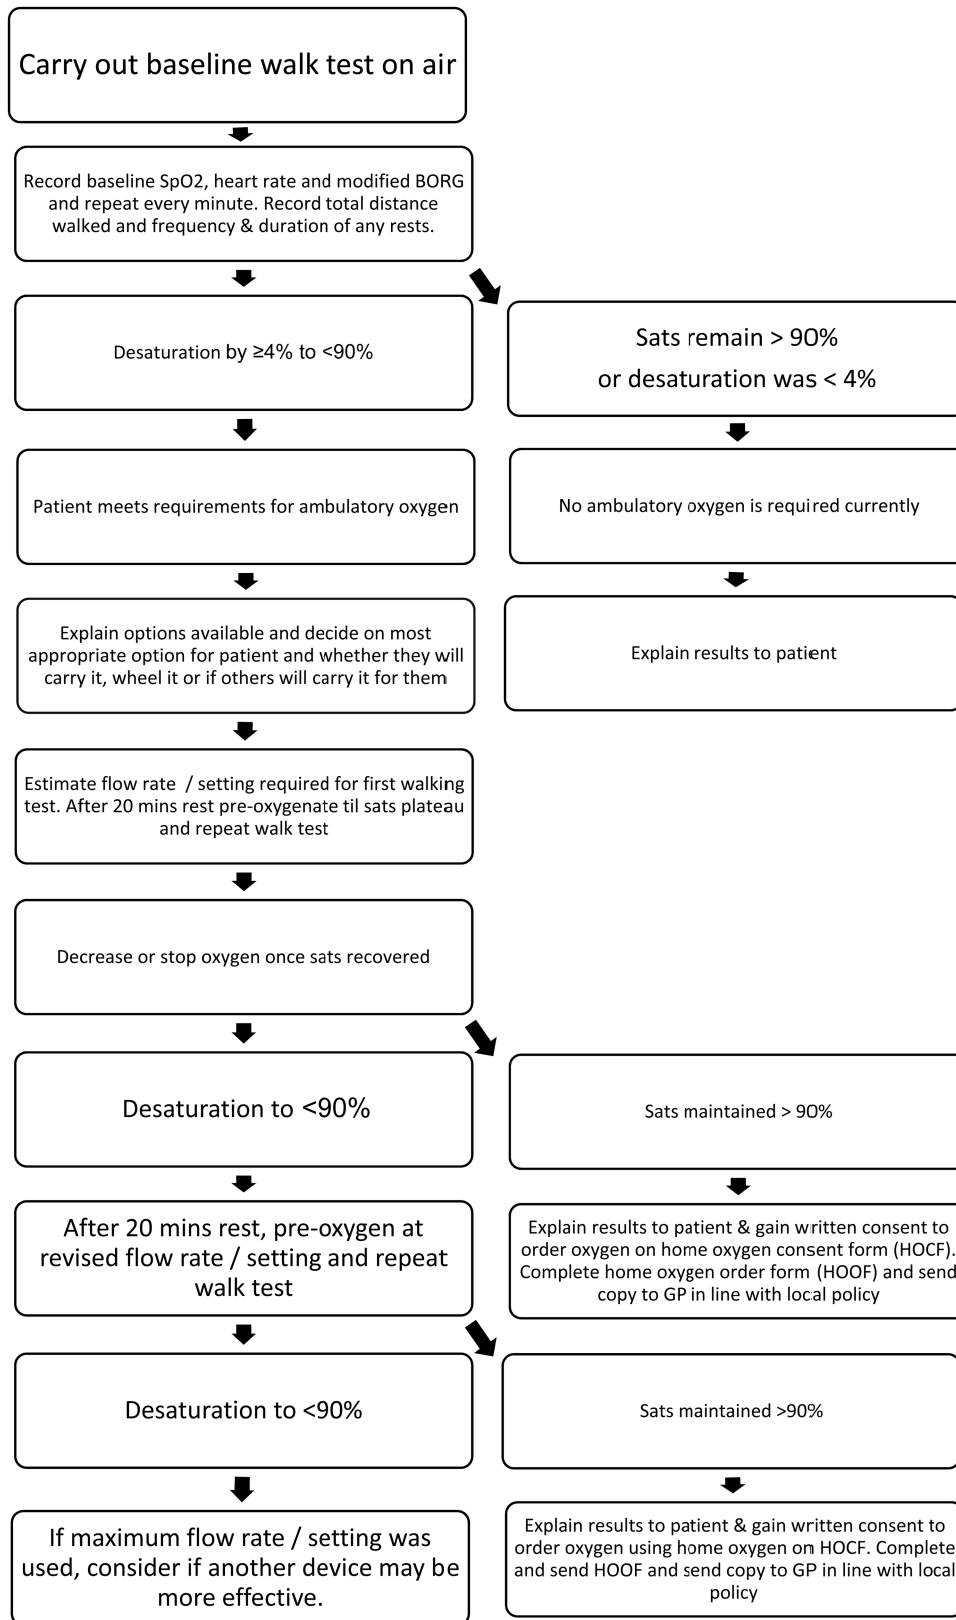 Carry out baseline walk test on air
Record baseline SpO2, heart rate and modified BORG
and repeat every minute. Record total distance
walked and frequency & duration of any rests.
Desaturation by ≥4% to <90%
Sats remain > 90%
or desaturation was < 4%
Patient meets requirements for ambulatory oxygen
No ambulatory oxygen is required currently
Explain options available and decide on most
appropriate option for patient and whether they will
carry it, wheel it or if others will carry it for them
Explain results to patient
Estimate flow rate / setting required for first walking
test. After 20 mins rest pre-oxygenate til sats plateau
and repeat walk test
Decrease or stop oxygen once sats recovered
Desaturation to <90%
Sats maintained > 90%
After 20 mins rest, pre-oxygen at
revised flow rate / setting and repeat
walk test
Explain results to patient & gain written consent to
order oxygen on home oxygen consent form (HOCF).
Complete home oxygen order form (HOOF) and send
copy to GP in line with local policy
Desaturation to <90%
Sats maintained >90%
If maximum flow rate / setting was
used, consider if another device may be
more effective.
Explain results to patient & gain written consent to
order oxygen using home oxygen on HOCF. Complete
and send HOOF and send copy to GP in line with local
policy